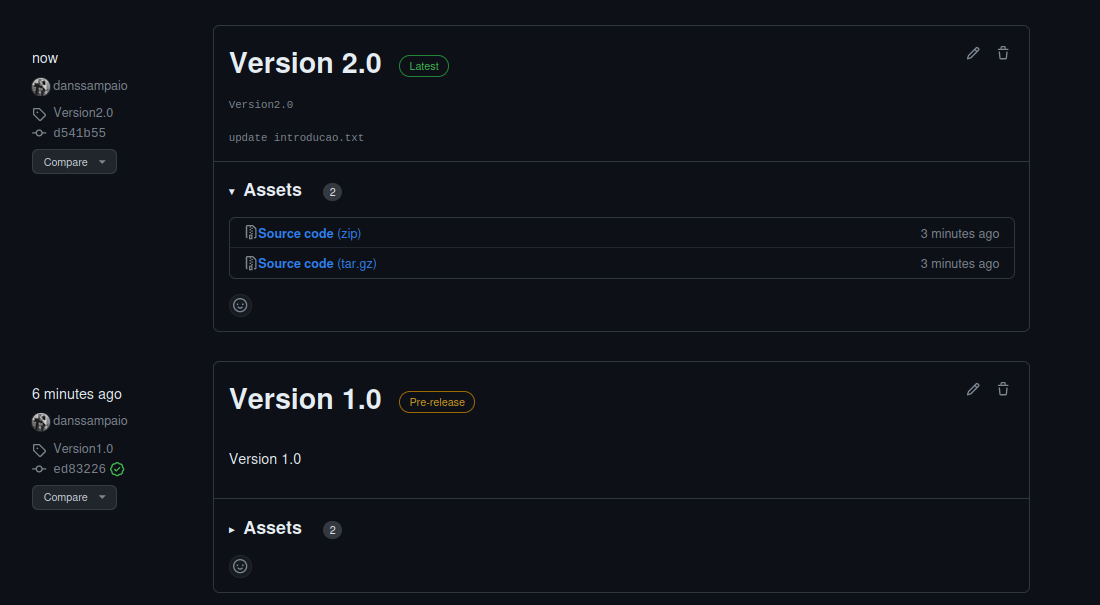 now
danssampaio
Version2.0
d541b55
Compare
Version 2.0 Latest
Version2.0
update introducao.txt
Assets 2
Source code (zip) 3 minutes ago
Source code (tar.gz) 3 minutes ago
6 minutes ago
danssampaio
Version1.0
ed83226
Compare
Version 1.0 Pre-release
Version 1.0
Assets 2